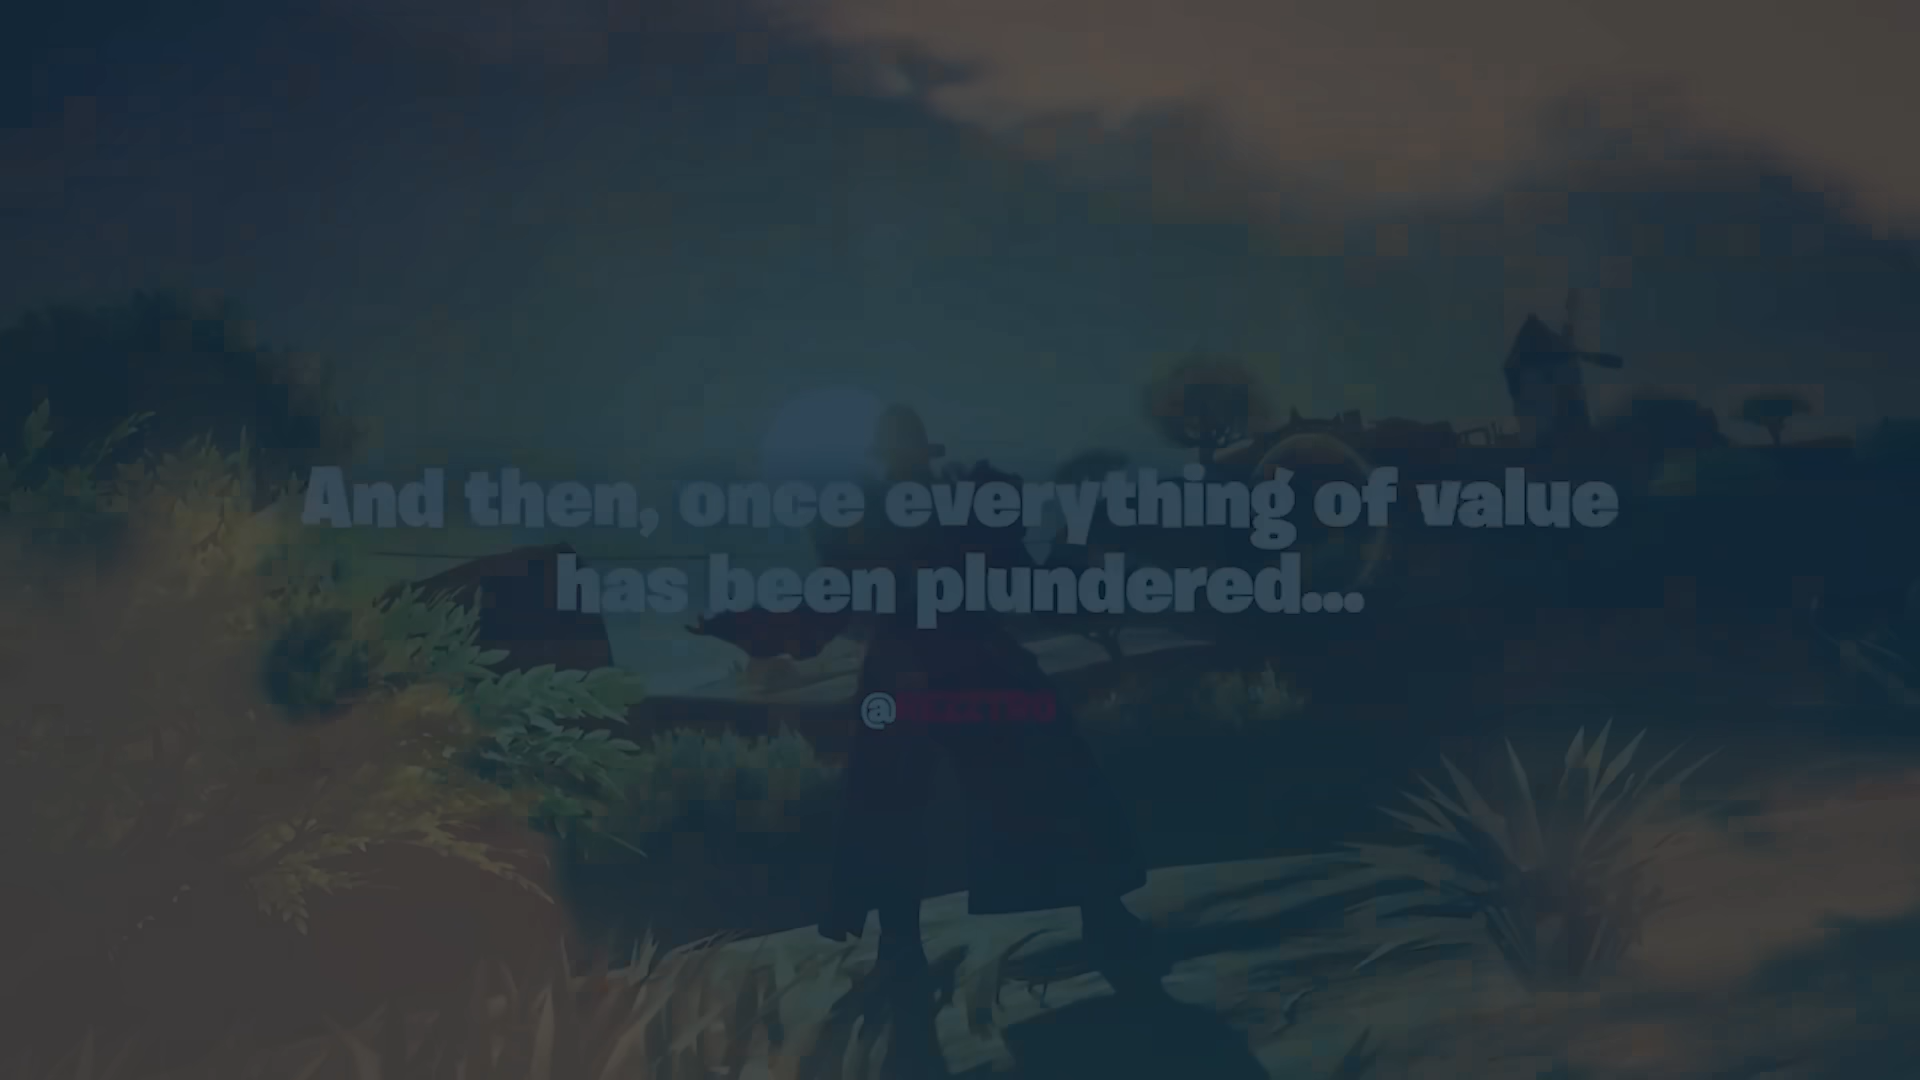 And then, once everything of value
has been plundered...